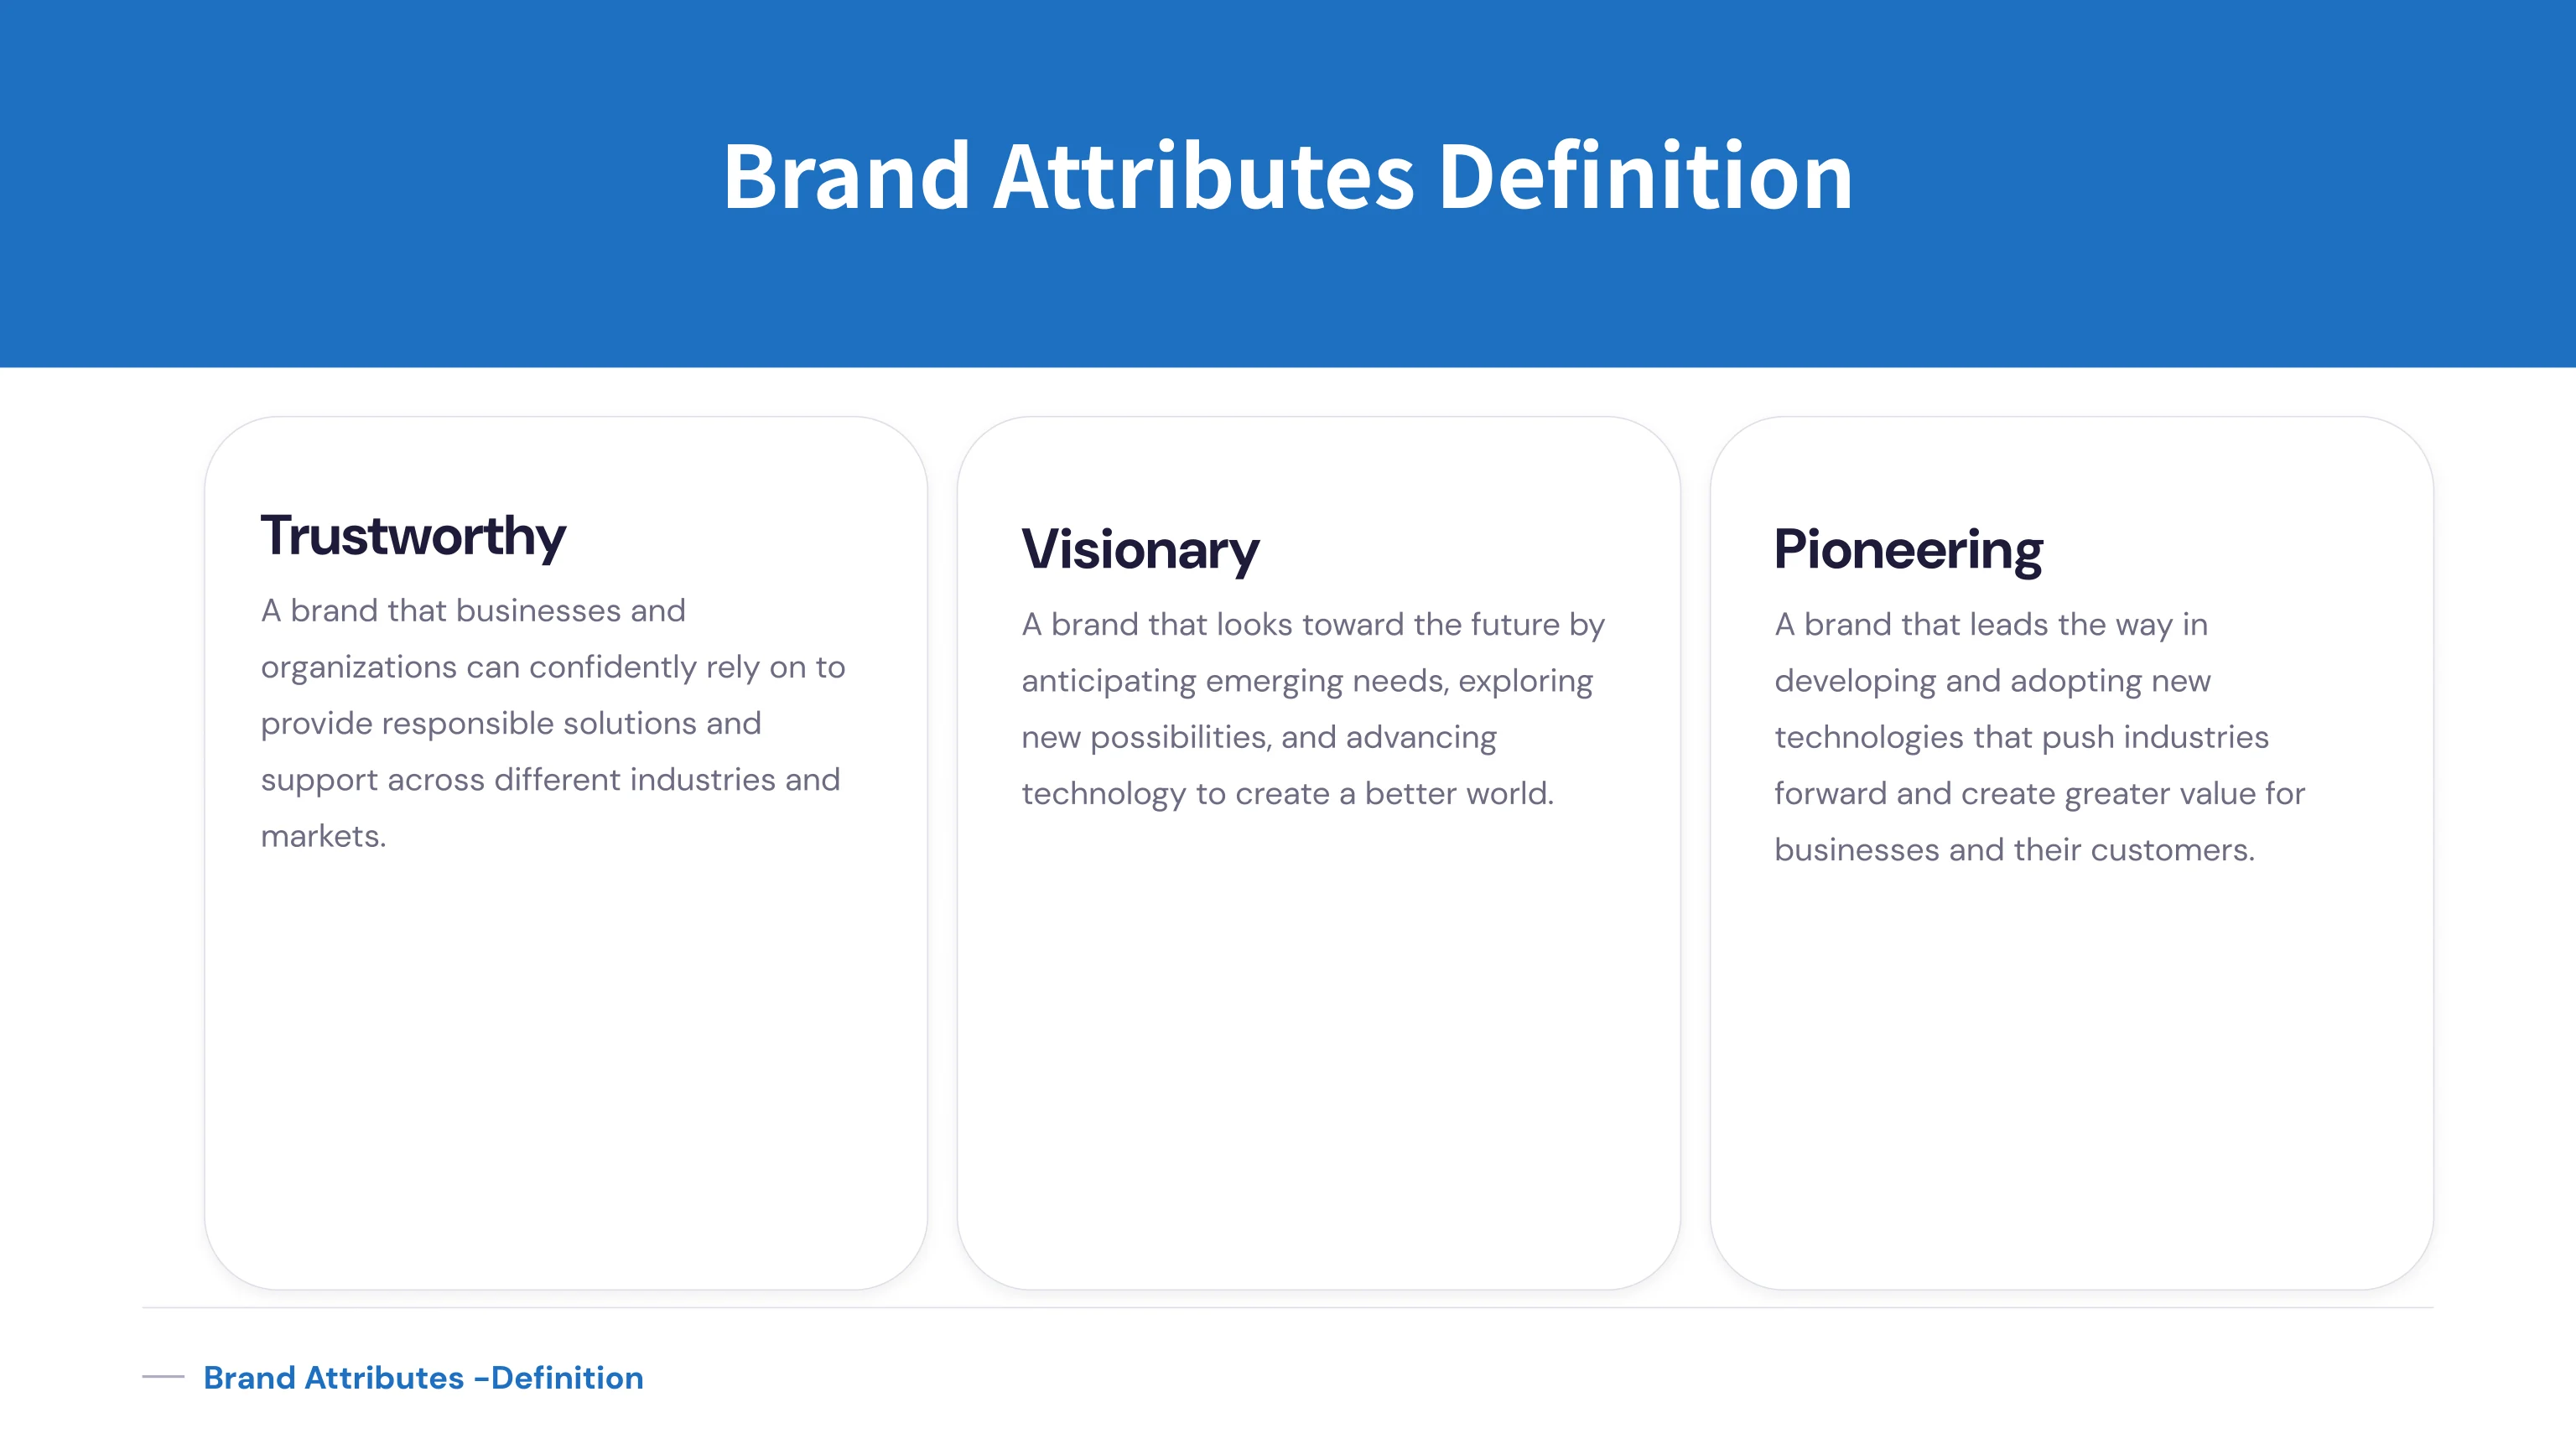 Brand Attributes Definition
Trustworthy
A brand that businesses and
organizations can confidently rely on to
provide responsible solutions and
support across different industries and
markets.
Visionary
A brand that looks toward the future by
anticipating emerging needs, exploring
new possibilities, and advancing
technology to create a better world.
Pioneering
A brand that leads the way in
developing and adopting new
technologies that push industries
forward and create greater value for
businesses and their customers.
Brand Attributes -Definition